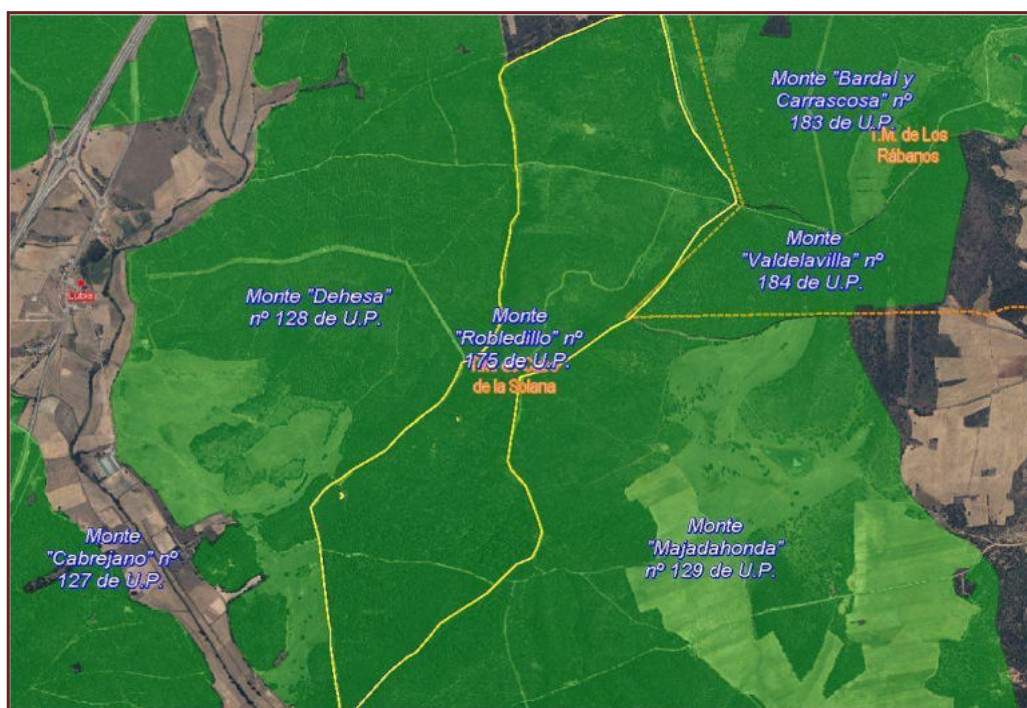 Monte "Bardal y
Carrascosa" nº
183 de U.P.
T.M. de Los
Rábanos
Monte
"Valdelavilla" nº
184 de U.P.
Lubia
Monte "Dehesa"
nº 128 de U.P.
Monte
"Robledillo" nº
175 de U.P.
de la Solana
Monte
"Cabrejano" nº
127 de U.P.
Monte
"Majadahonda"
nº 129 de U.P.